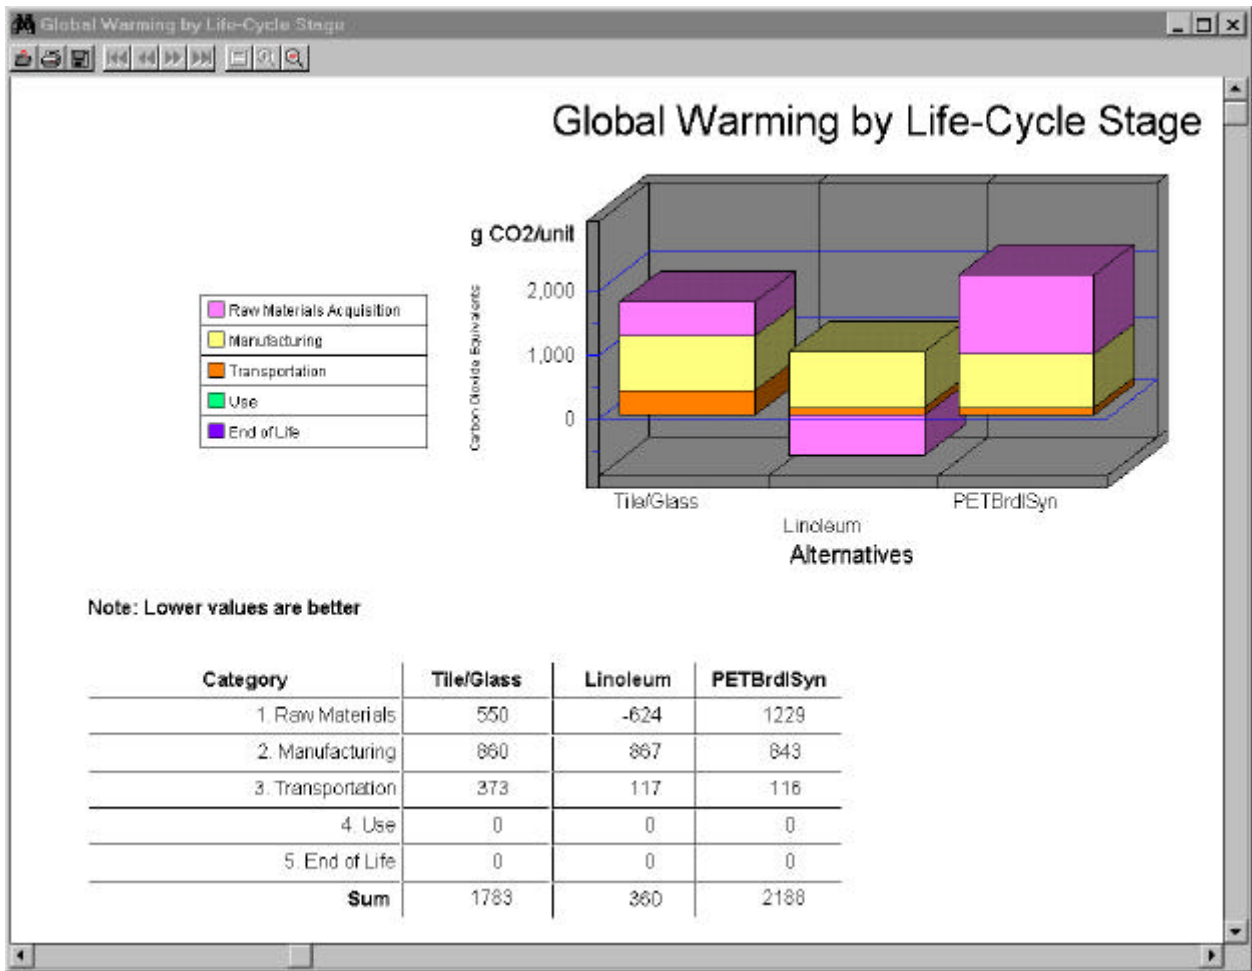 Global Warming by Life-Cycle Stage
Global Warming by Life-Cycle Stage
g CO2/unit
Carbon Dioxide Equivalents
2,000
1,000
0
Raw Materials Acquisition
Manufacturing
Transportation
Use
End of Life
Tile/Glass
Linoleum
PETBrdlSyn
Alternatives
Note: Lower values are better
Category Tile/Glass Linoleum PETBrdlSyn
1. Raw Materials 550 -624 1229
2. Manufacturing 860 867 843
3. Transportation 373 117 116
4. Use 0 0 0
5. End of Life 0 0 0
Sum 1783 360 2188